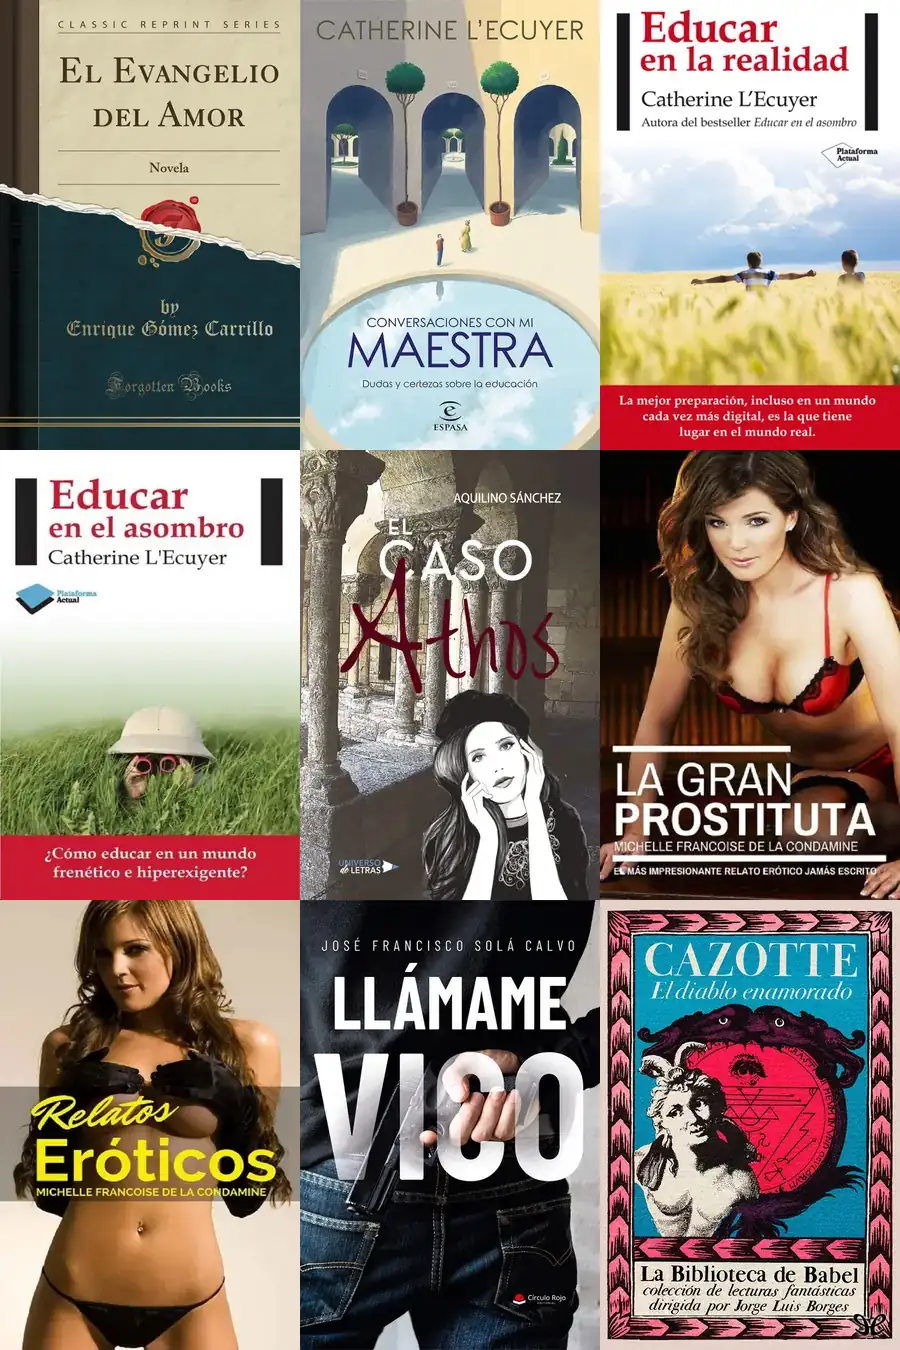 CLASSIC REPRINT SERIES
EL EVANGELIO
DEL AMOR
Novela
by
Enrique Gómez Carrillo
Forgotten Books
CATHERINE L'ECUYER
CONVERSACIONES CON MI
MAESTRA
Dudas y certezas sobre la educación
e
ESPASA
Educar
en la realidad
Catherine L'Ecuyer
Autora del bestseller Educar en el asombro
Plataforma
Actual
La mejor preparación, incluso en un mundo
cada vez más digital, es la que tiene
lugar en el mundo real.
Educar
en el asombro
Catherine L'Ecuyer
Plataforma
Actual
¿Cómo educar en un mundo
frenético e hiperexigente?
AQUILINO SÁNCHEZ
EL
CASO
Athos
UNIVERSO
de LETRAS
LA GRAN
PROSTITUTA
MICHELLE FRANCOISE DE LA CONDAMINE
EL MÁS IMPRESIONANTE RELATO ERÓTICO JAMÁS ESCRITO
Relatos
Eróticos
MICHELLE FRANCOISE DE LA CONDAMINE
JOSÉ FRANCISCO SOLÁ CALVO
LLÁMAME
VISO
Círculo Rojo
EDITORIAL
CAZOTTE
El diablo enamorado
La Biblioteca de Babel
colección de lecturas fantásticas
dirigida por Jorge Luis Borges